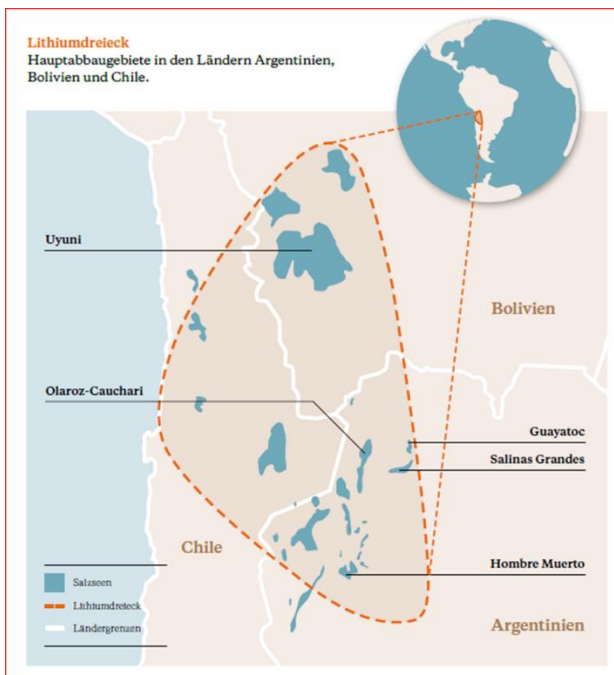 Lithiumdreieck
Hauptabbaugebiete in den Ländern Argentinien,
Bolivien und Chile.
Uyuni
Bolivien
Olaroz-Cauchari
Guayatoc
Salinas Grandes
Chile
Hombre Muerto
Salzseen
Lithiumdreieck
Ländergrenzen
Argentinien